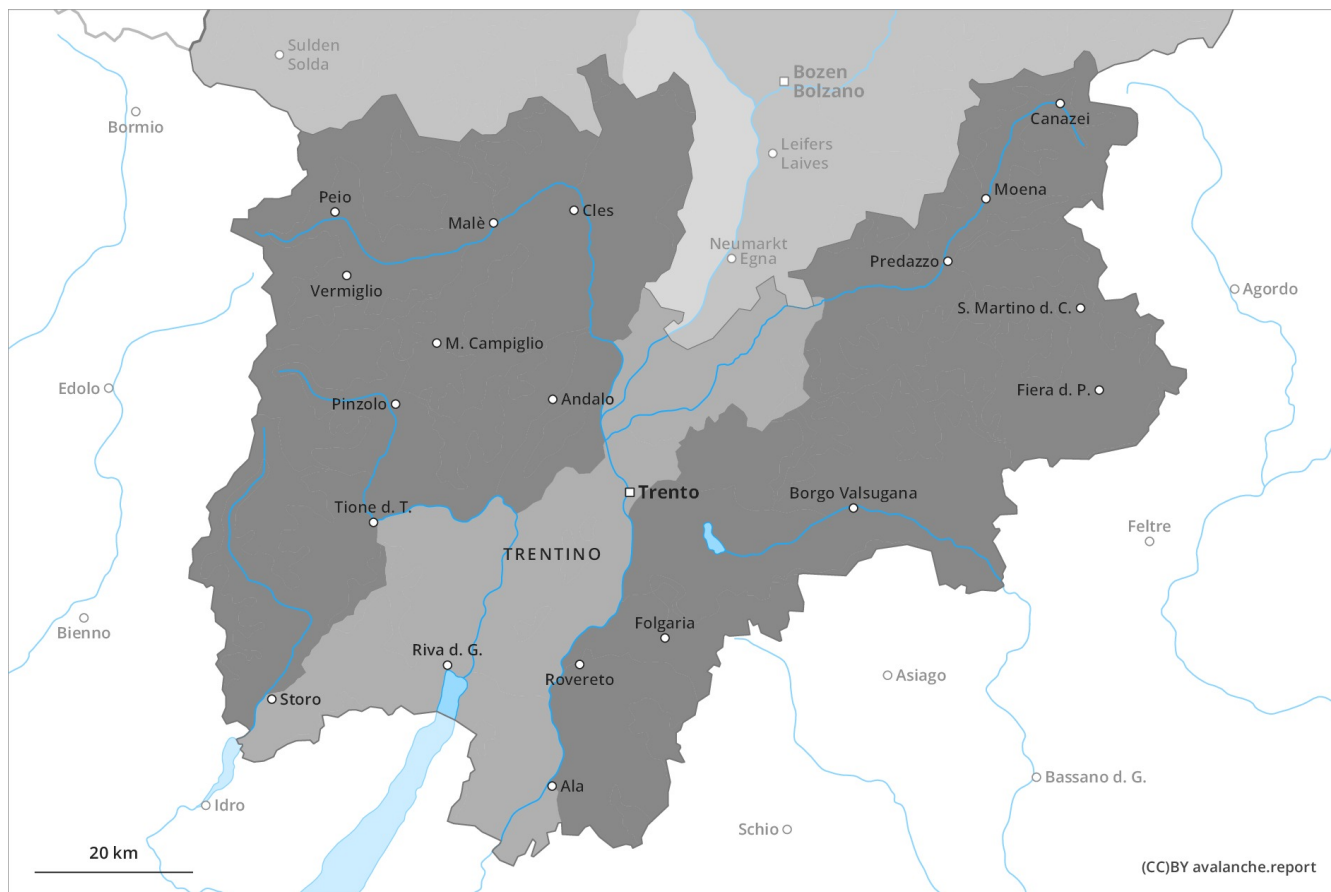 Sulden
Solda
Bozen
Bolzano
Bormio
Canazei
Leifers
Laives
Peio
Moena
Malè
Cles
Neumarkt
Egna
Predazzo
Vermiglio
Agordo
S. Martino d. C.
M. Campiglio
Edolo
Pinzolo
Andalo
Fiera d. P.
Trento
Borgo Valsugana
Tione d. T.
Feltre
TRENTINO
Bienno
Folgaria
Riva d. G.
Rovereto
Asiago
Storo
Ala
Bassano d. G.
Idro
Schio
20 km
(CC)BY avalanche.report